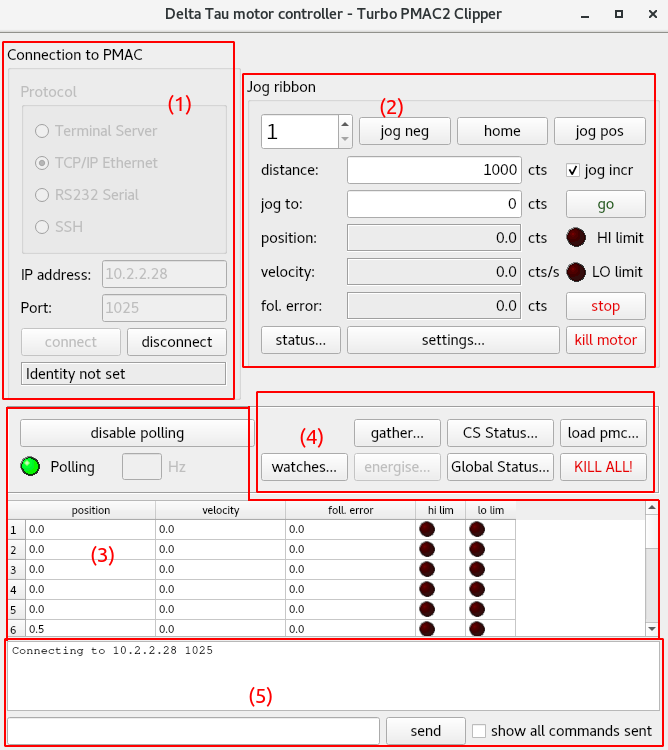 Delta Tau motor controller - Turbo PMAC2 Clipper
Connection to PMAC
(1)
Protocol
Terminal Server
TCP/IP Ethernet
RS232 Serial
SSH
IP address: 10.2.2.28
Port: 1025
connect disconnect
Identity not set
Jog ribbon
(2)
1 jog neg home jog pos
distance: 1000 cts jog incr
jog to: 0 cts go
position: 0.0 cts HI limit
velocity: 0.0 cts/s LO limit
fol. error: 0.0 cts stop
status... settings... kill motor
disable polling
Polling Hz
(4)
gather... CS Status... load pmc...
watches... energise... Global Status... KILL ALL!
position velocity foll. error hi lim lo lim
1 0.0 0.0 0.0
2 0.0 0.0 0.0
(3)
3 0.0 0.0 0.0
4 0.0 0.0 0.0
5 0.0 0.0 0.0
6 0.5 0.0 0.0
Connecting to 10.2.2.28 1025
(5)
send show all commands sent